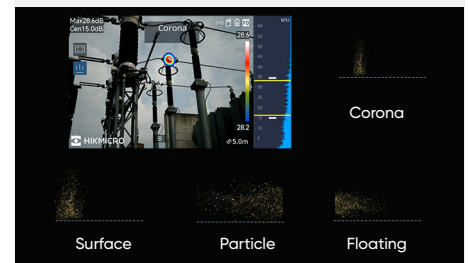 Max28.6dB
Cen15.0dB
Corona
28.6
kHz
HIKMICRO
28.2
5.0m
Corona
Surface
Particle
Floating